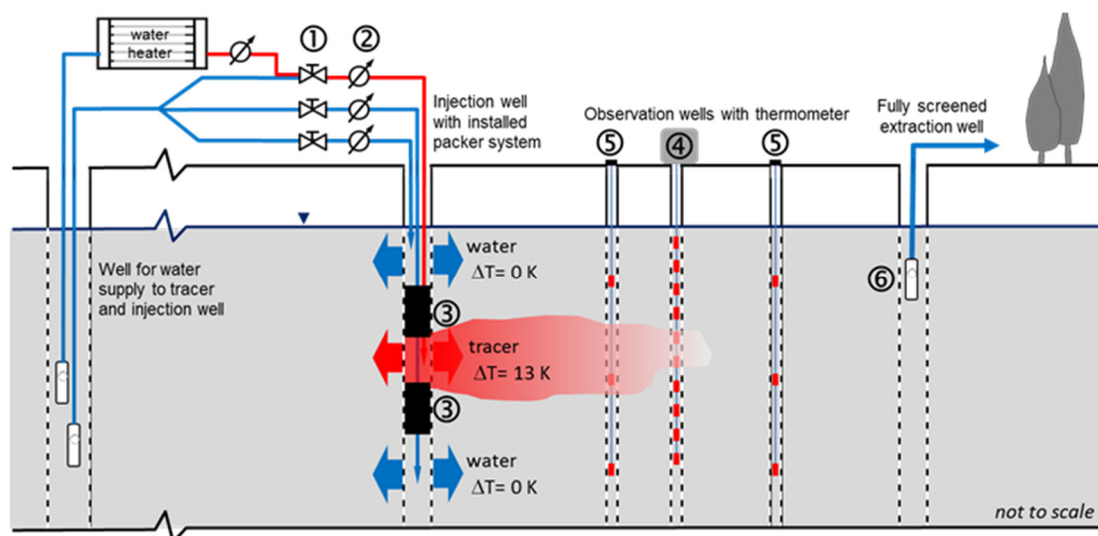 water
heater
①
②
Injection well
with installed
packer system
Observation wells with thermometer
⑤
④
⑤
Fully screened
extraction well
Well for water
supply to tracer
and injection well
water
ΔT= 0 K
③
tracer
ΔT= 13 K
③
water
ΔT= 0 K
⑥
not to scale